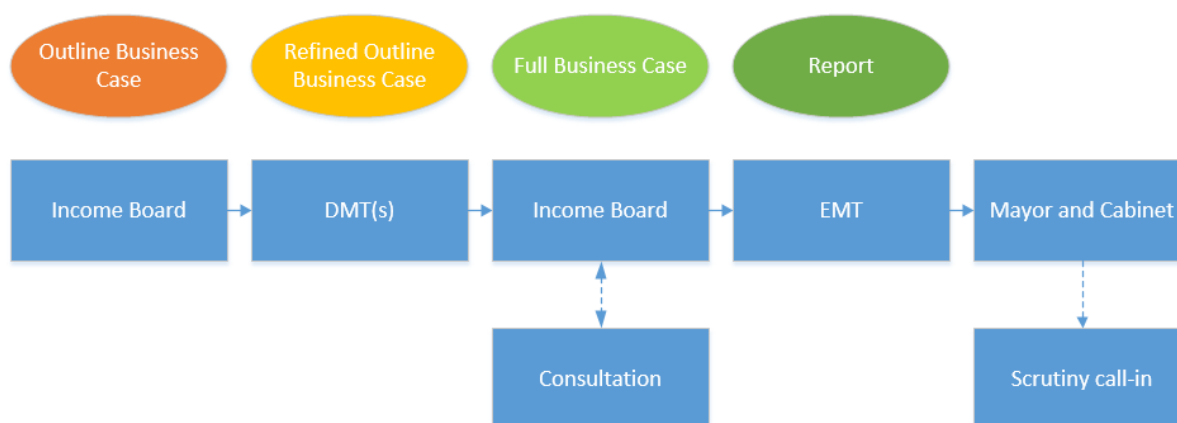 Outline Business
Case
Refined Outline
Business Case
Full Business Case
Report
Income Board
DMT(s)
Income Board
EMT
Mayor and Cabinet
Consultation
Scrutiny call-in